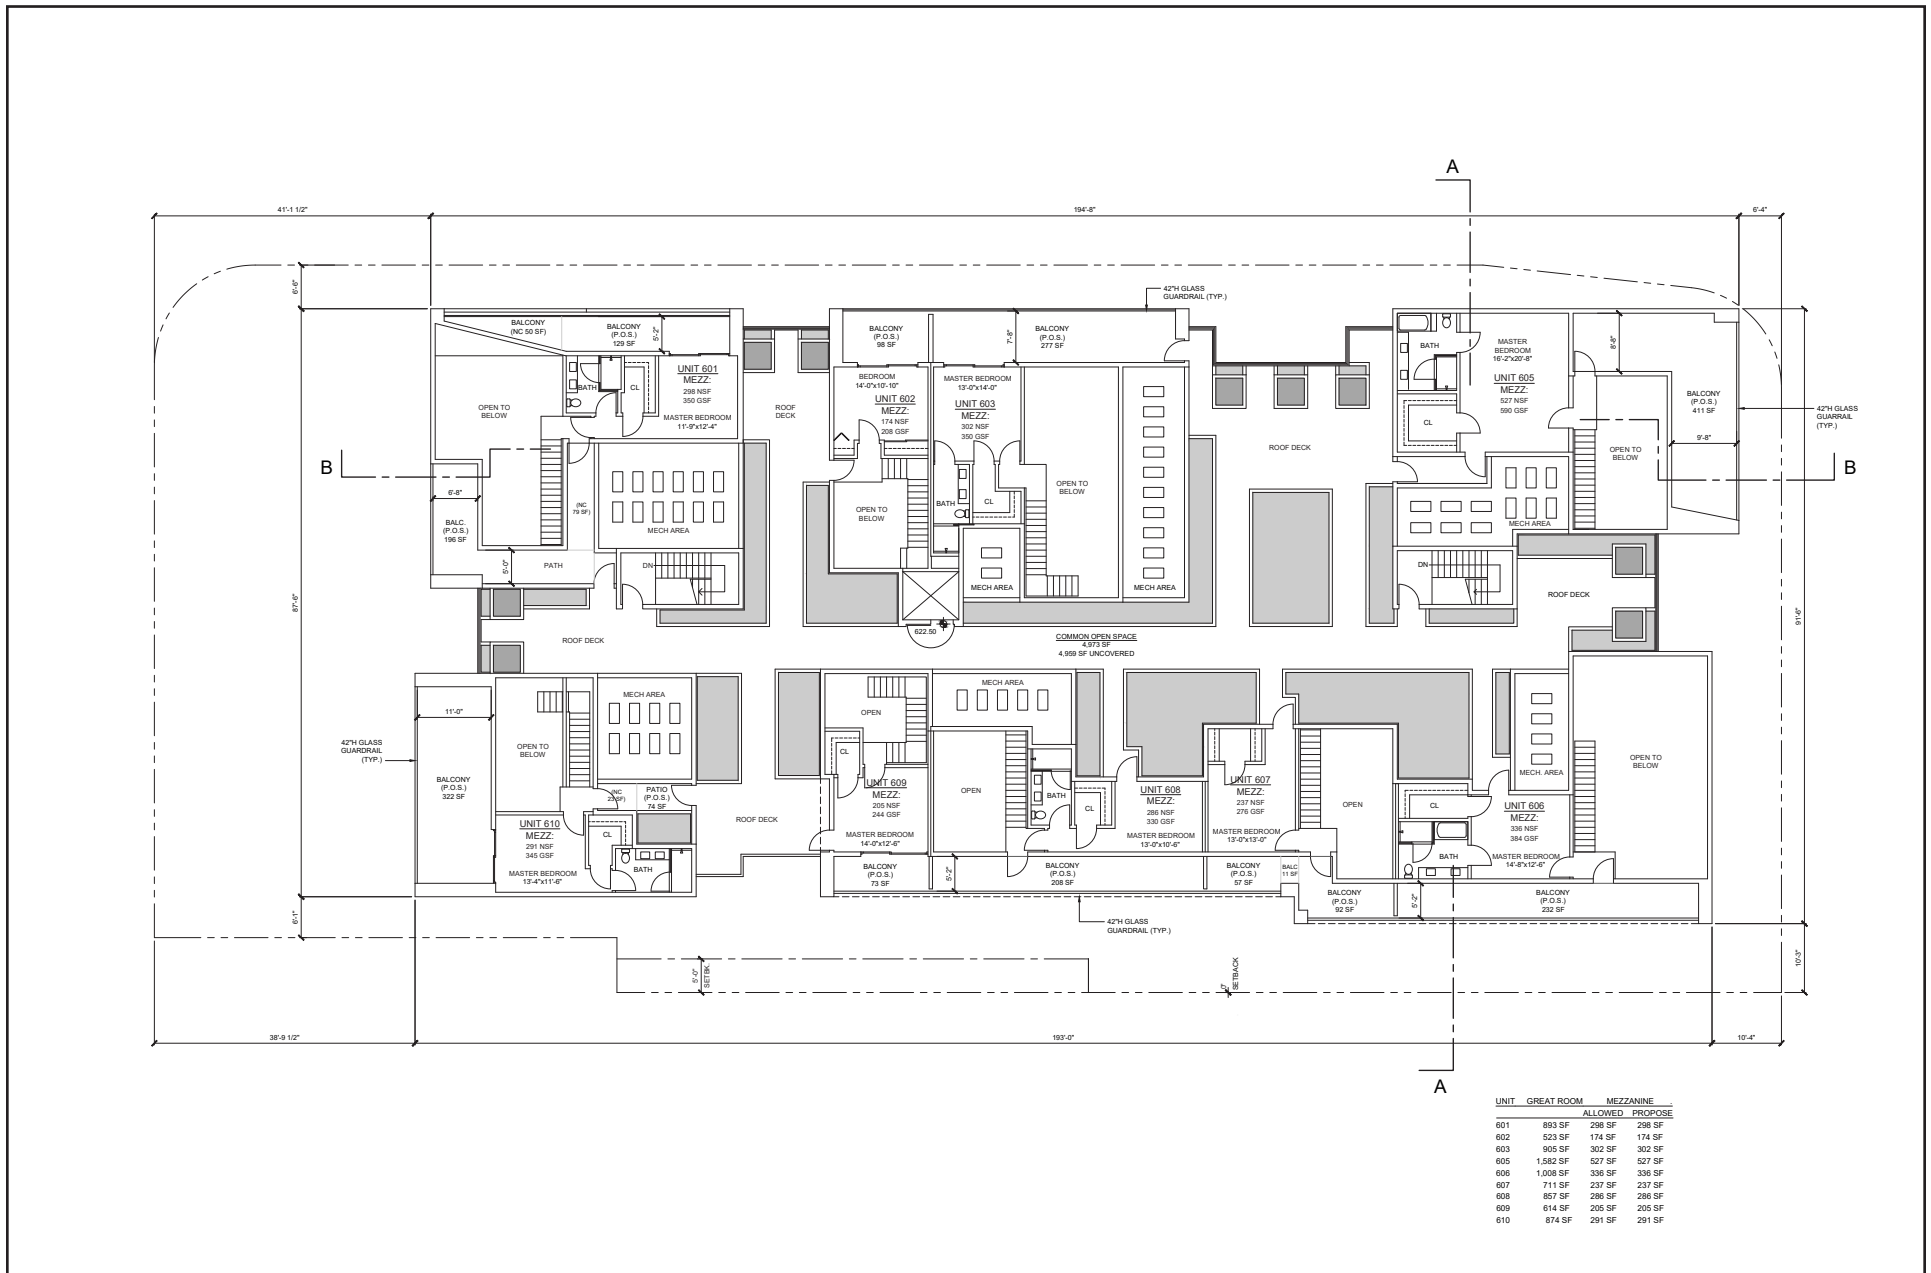 A
41'-1 1/2"
194'-8"
6'-4"
6'-6"
42"H GLASS
GUARDRAIL (TYP.)
BALCONY
(NC 50 SF)
BALCONY
(P.O.S.)
129 SF
5'-2"
BALCONY
(P.O.S.)
98 SF
7'-8"
BALCONY
(P.O.S.)
277 SF
BATH
MASTER
BEDROOM
16'-2"x20'-8"
UNIT 605
MEZZ:
527 NSF
590 GSF
8'-8"
BALCONY
(P.O.S.)
411 SF
42"H GLASS
GUARRAIL
(TYP.)
UNIT 601
MEZZ:
298 NSF
350 GSF
MASTER BEDROOM
11'-9"x12'-4"
BATH
CL
OPEN TO
BELOW
ROOF
DECK
BEDROOM
14'-0"x10'-10"
UNIT 602
MEZZ:
174 NSF
208 GSF
MASTER BEDROOM
13'-0"x14'-0"
UNIT 603
MEZZ:
302 NSF
350 GSF
ROOF DECK
CL
9'-8"
OPEN TO
BELOW
B
B
6'-8"
BALC.
(P.O.S.)
196 SF
(NC
79 SF)
MECH AREA
OPEN TO
BELOW
BATH
CL
OPEN TO
BELOW
MECH AREA
5'-0"
PATH
DN
MECH AREA
MECH AREA
DN
ROOF DECK
87'-6"
91'-6"
ROOF DECK
622.50
COMMON OPEN SPACE
4,973 SF
4,959 SF UNCOVERED
11'-0"
MECH AREA
OPEN
MECH AREA
42"H GLASS
GUARDRAIL
(TYP.)
OPEN TO
BELOW
BALCONY
(P.O.S.)
322 SF
(NC
23 SF)
PATIO
(P.O.S.)
74 SF
CL
UNIT 609
MEZZ:
205 NSF
244 GSF
MASTER BEDROOM
14'-0"x12'-6"
OPEN
BATH
CL
UNIT 608
MEZZ:
286 NSF
330 GSF
MASTER BEDROOM
13'-0"x10'-6"
UNIT 607
MEZZ:
237 NSF
276 GSF
MASTER BEDROOM
13'-0"x13'-0"
OPEN
MECH. AREA
OPEN TO
BELOW
CL
UNIT 606
MEZZ:
336 NSF
384 GSF
MASTER BEDROOM
14'-8"x12'-6"
BATH
UNIT 610
MEZZ:
291 NSF
345 GSF
MASTER BEDROOM
13'-4"x11'-6"
CL
BATH
ROOF DECK
BALCONY
(P.O.S.)
73 SF
5'-2"
BALCONY
(P.O.S.)
208 SF
BALCONY
(P.O.S.)
57 SF
BALC
11 SF
BALCONY
(P.O.S.)
92 SF
5'-2"
BALCONY
(P.O.S.)
232 SF
6'-1"
42"H GLASS
GUARDRAIL (TYP.)
5'-0"
SETBK.
SETBACK
10'-3"
38'-9 1/2"
193'-0"
10'-4"
A
UNIT GREAT ROOM MEZZANINE .
ALLOWED PROPOSE
601 893 SF 298 SF 298 SF
602 523 SF 174 SF 174 SF
603 905 SF 302 SF 302 SF
605 1,582 SF 527 SF 527 SF
606 1,008 SF 336 SF 336 SF
607 711 SF 237 SF 237 SF
608 857 SF 286 SF 286 SF
609 614 SF 205 SF 205 SF
610 874 SF 291 SF 291 SF